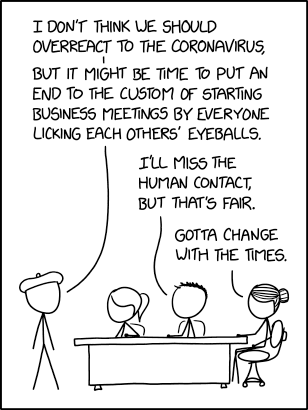 I DON'T THINK WE SHOULD
OVERREACT TO THE CORONAVIRUS,
BUT IT MIGHT BE TIME TO PUT AN
END TO THE CUSTOM OF STARTING
BUSINESS MEETINGS BY EVERYONE
LICKING EACH OTHERS' EYEBALLS.
I'LL MISS THE
HUMAN CONTACT,
BUT THAT'S FAIR.
GOTTA CHANGE
WITH THE TIMES.